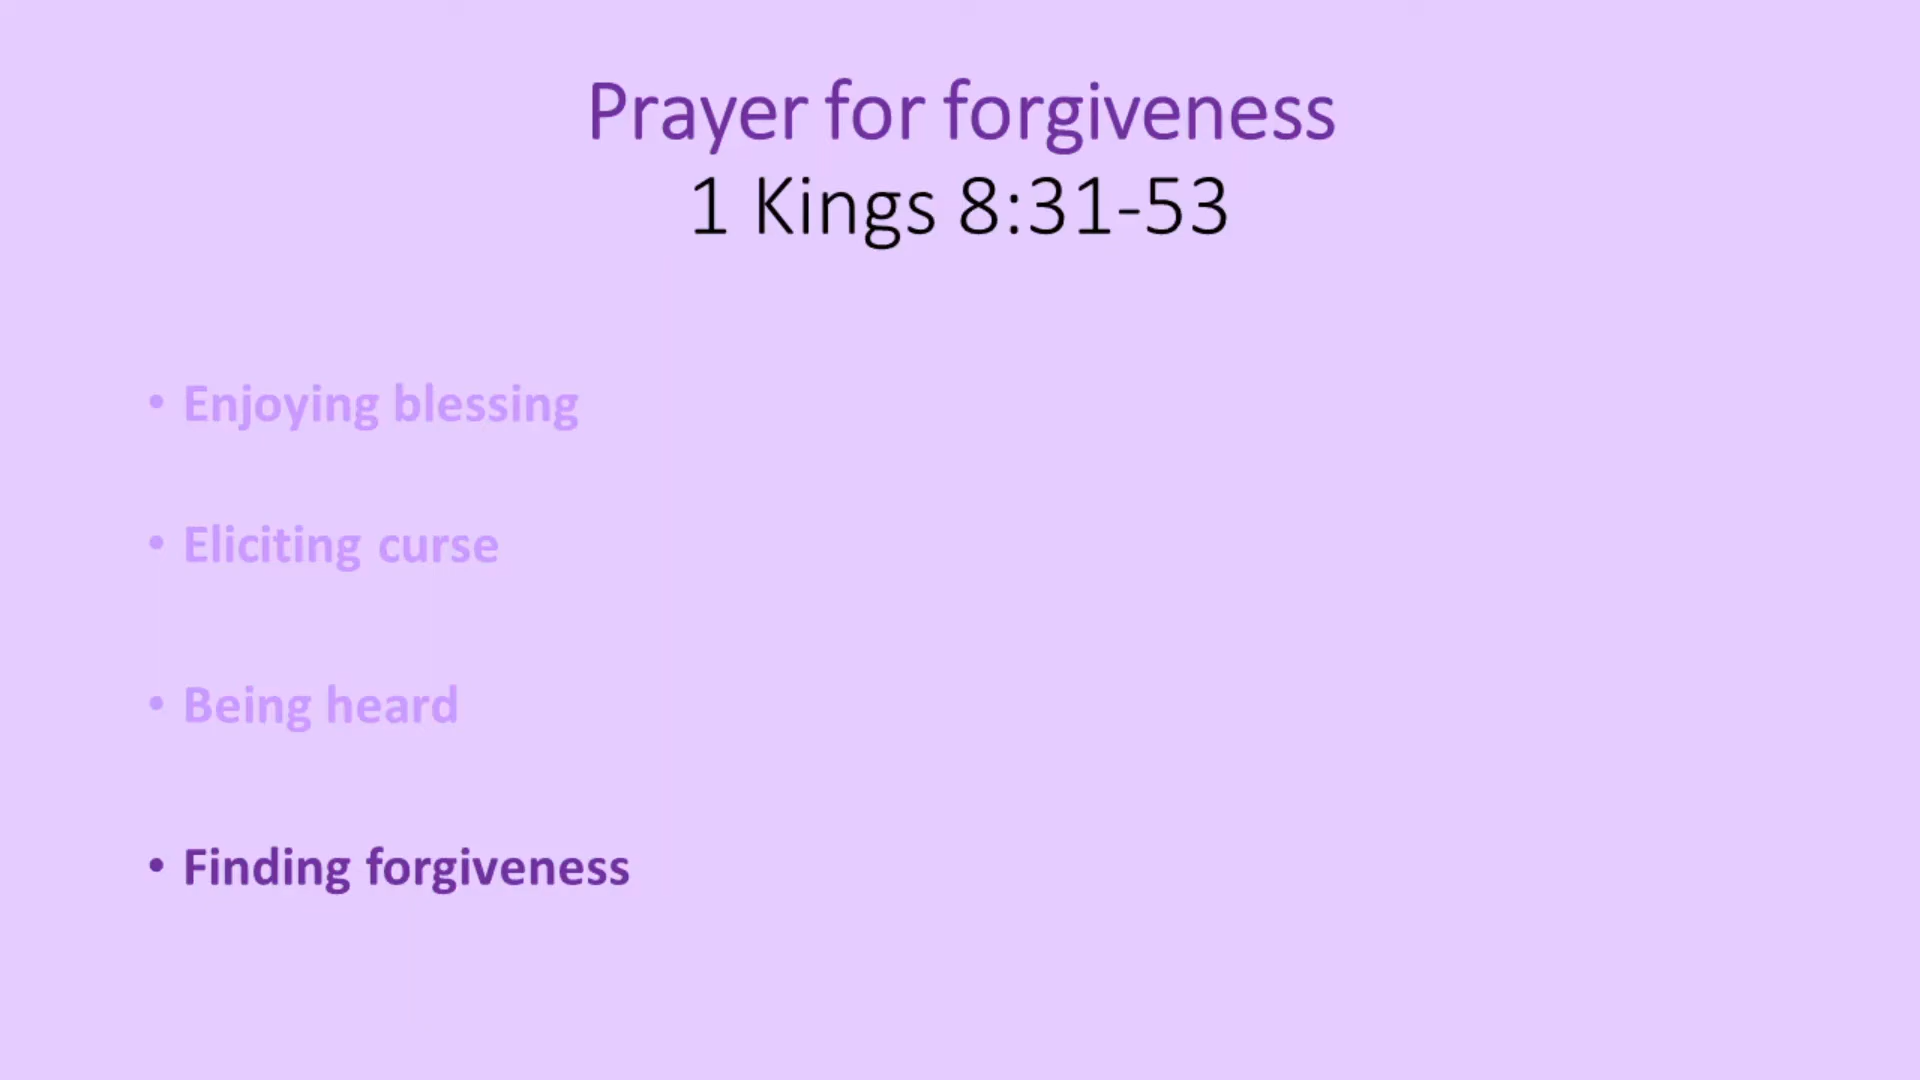 Prayer for forgiveness
1 Kings 8:31-53
• Enjoying blessing
• Eliciting curse
• Being heard
• Finding forgiveness